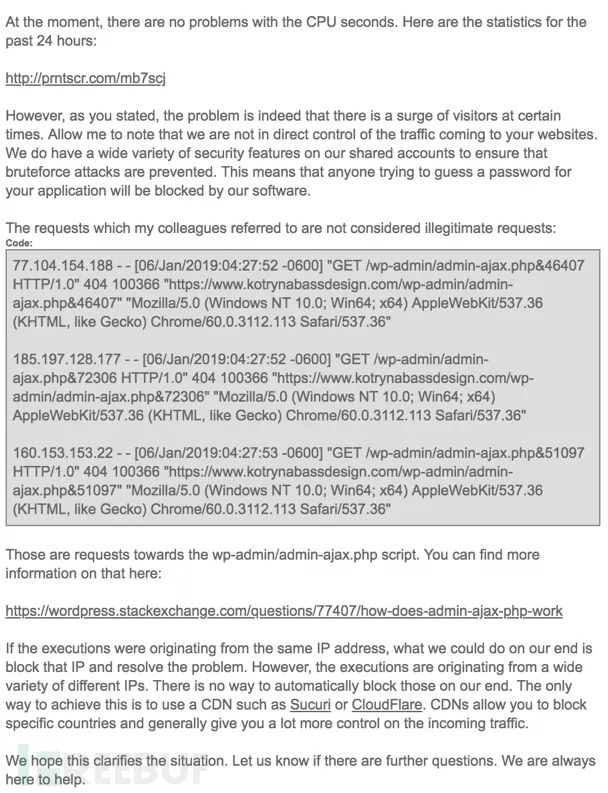 At the moment, there are no problems with the CPU seconds. Here are the statistics for the
past 24 hours:
http://prntscr.com/mb7scj
However, as you stated, the problem is indeed that there is a surge of visitors at certain
times. Allow me to note that we are not in direct control of the traffic coming to your websites.
We do have a wide variety of security features on our shared accounts to ensure that
bruteforce attacks are prevented. This means that anyone trying to guess a password for
your application will be blocked by our software.
The requests which my colleagues referred to are not considered illegitimate requests:
Code:
77.104.154.188 - - [06/Jan/2019:04:27:52 -0600] "GET /wp-admin/admin-ajax.php&46407
HTTP/1.0" 404 100366 "https://www.kotrynabassdesign.com/wp-admin/admin-
ajax.php&46407" "Mozilla/5.0 (Windows NT 10.0; Win64; x64) AppleWebKit/537.36
(KHTML, like Gecko) Chrome/60.0.3112.113 Safari/537.36"
185.197.128.177 - - [06/Jan/2019:04:27:52 -0600] "GET /wp-admin/admin-
ajax.php&72306 HTTP/1.0" 404 100366 "https://www.kotrynabassdesign.com/wp-
admin/admin-ajax.php&72306" "Mozilla/5.0 (Windows NT 10.0; Win64; x64)
AppleWebKit/537.36 (KHTML, like Gecko) Chrome/60.0.3112.113 Safari/537.36"
160.153.153.22 - - [06/Jan/2019:04:27:53 -0600] "GET /wp-admin/admin-ajax.php&51097
HTTP/1.0" 404 100366 "https://www.kotrynabassdesign.com/wp-admin/admin-
ajax.php&51097" "Mozilla/5.0 (Windows NT 10.0; Win64; x64) AppleWebKit/537.36
(KHTML, like Gecko) Chrome/60.0.3112.113 Safari/537.36"
Those are requests towards the wp-admin/admin-ajax.php script. You can find more
information on that here:
https://wordpress.stackexchange.com/questions/77407/how-does-admin-ajax-php-work
If the executions were originating from the same IP address, what we could do on our end is
block that IP and resolve the problem. However, the executions are originating from a wide
variety of different IPs. There is no way to automatically block those on our end. The only
way to achieve this is to use a CDN such as Sucuri or CloudFlare. CDNs allow you to block
specific countries and generally give you a lot more control on the incoming traffic.
We hope this clarifies the situation. Let us know if there are further questions. We are always
here to help.
REEBUF